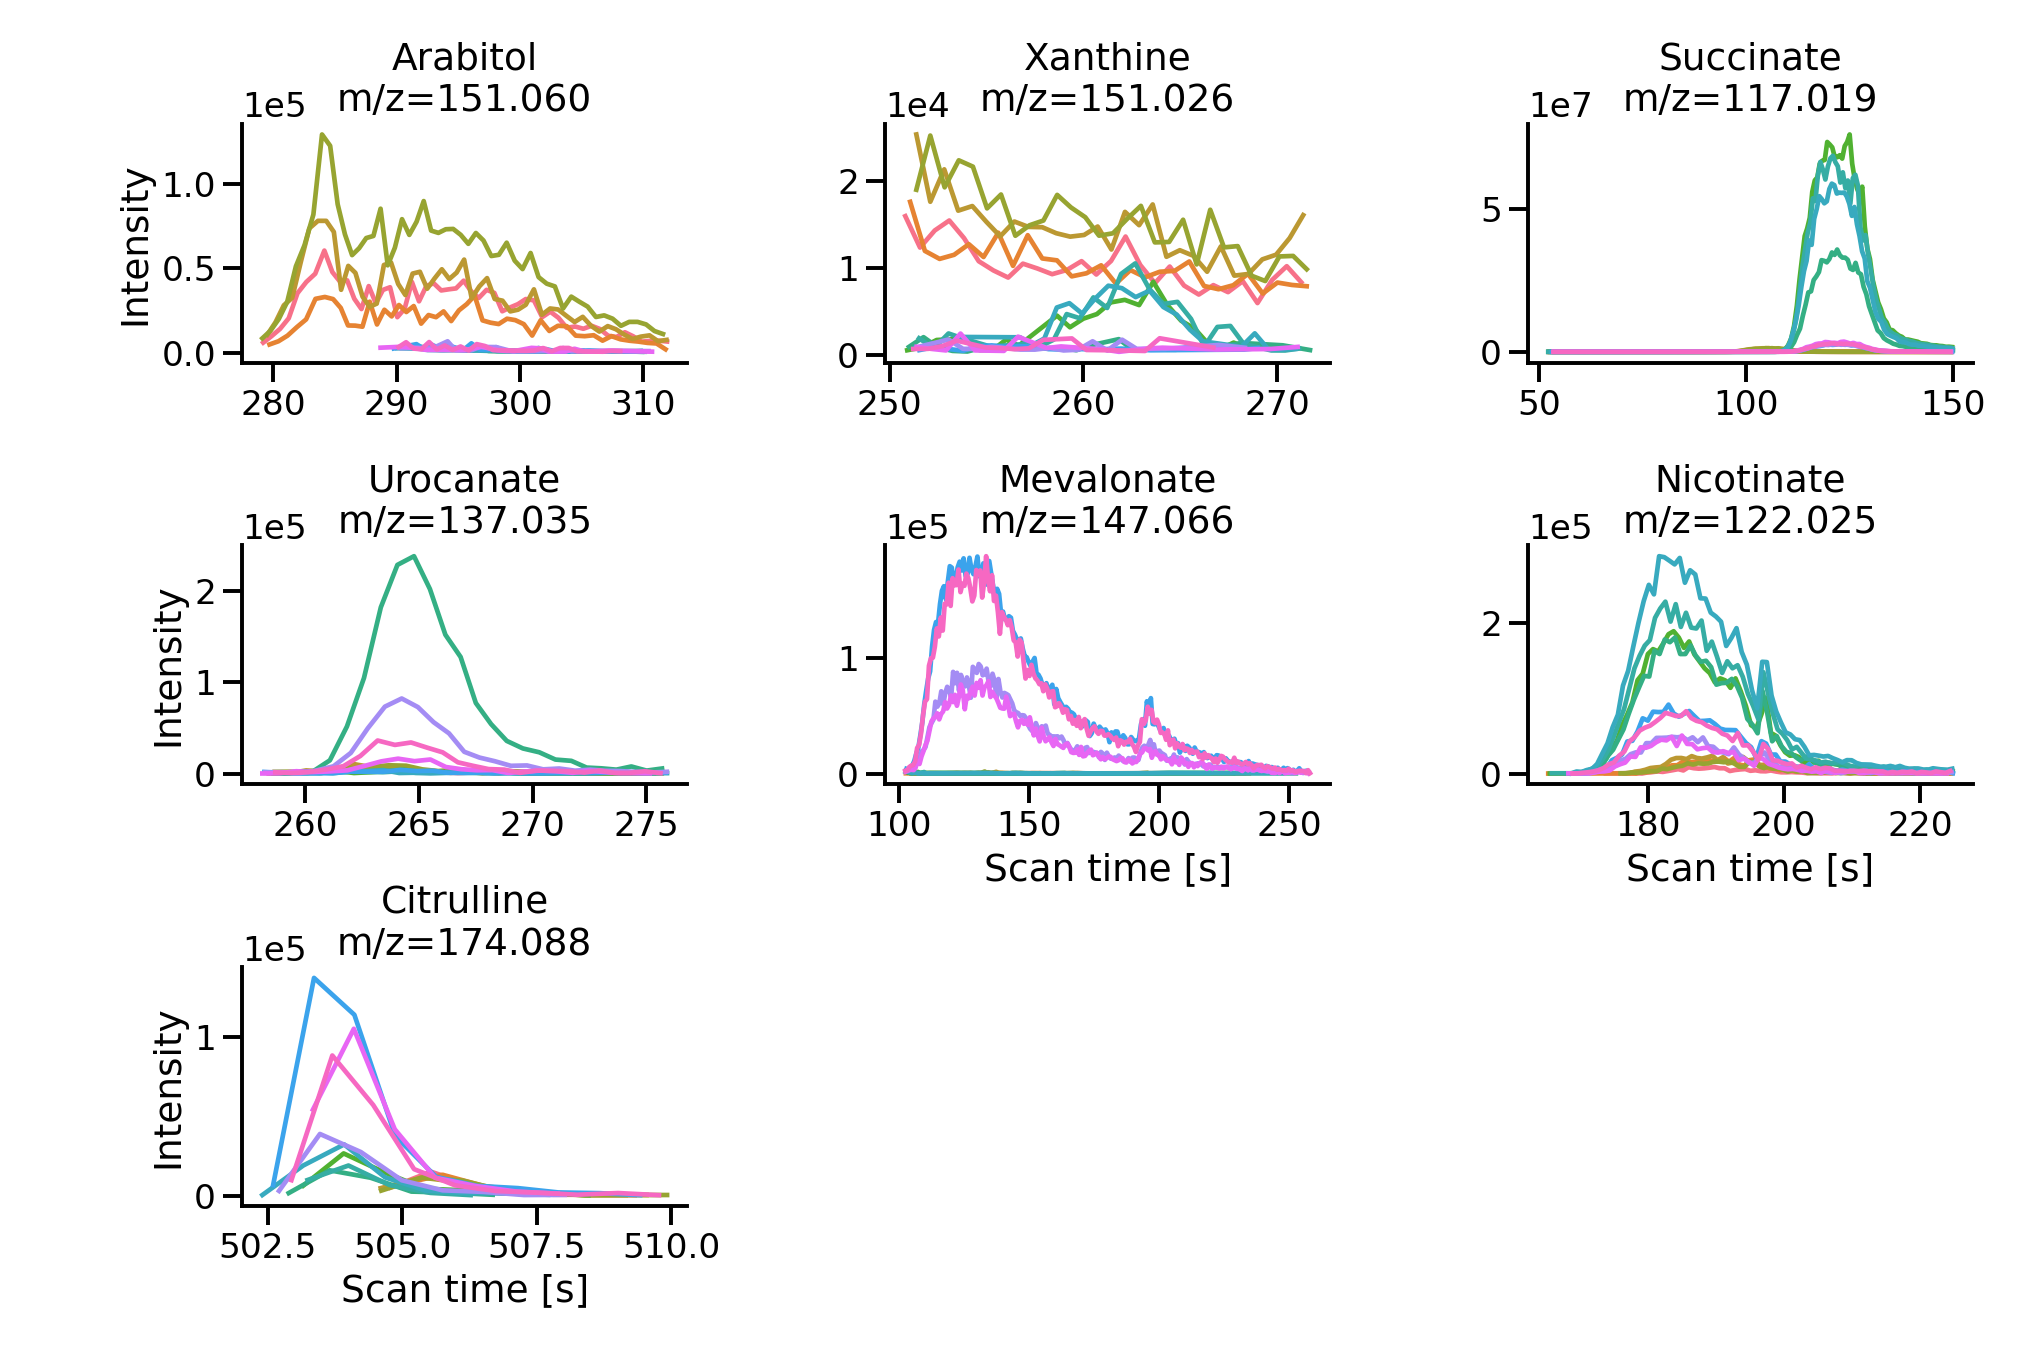 Arabitol
m/z=151.060
1e5
Intensity
1.0
0.5
0.0
280 290 300 310
Xanthine
m/z=151.026
1e4
2
1
0
250 260 270
Succinate
m/z=117.019
1e7
5
0
50 100 150
Urocanate
m/z=137.035
1e5
Intensity
2
1
0
260 265 270 275
Mevalonate
m/z=147.066
1e5
1
0
100 150 200 250
Scan time [s]
Nicotinate
m/z=122.025
1e5
2
0
180 200 220
Scan time [s]
Citrulline
m/z=174.088
1e5
Intensity
1
0
502.5 505.0 507.5 510.0
Scan time [s]